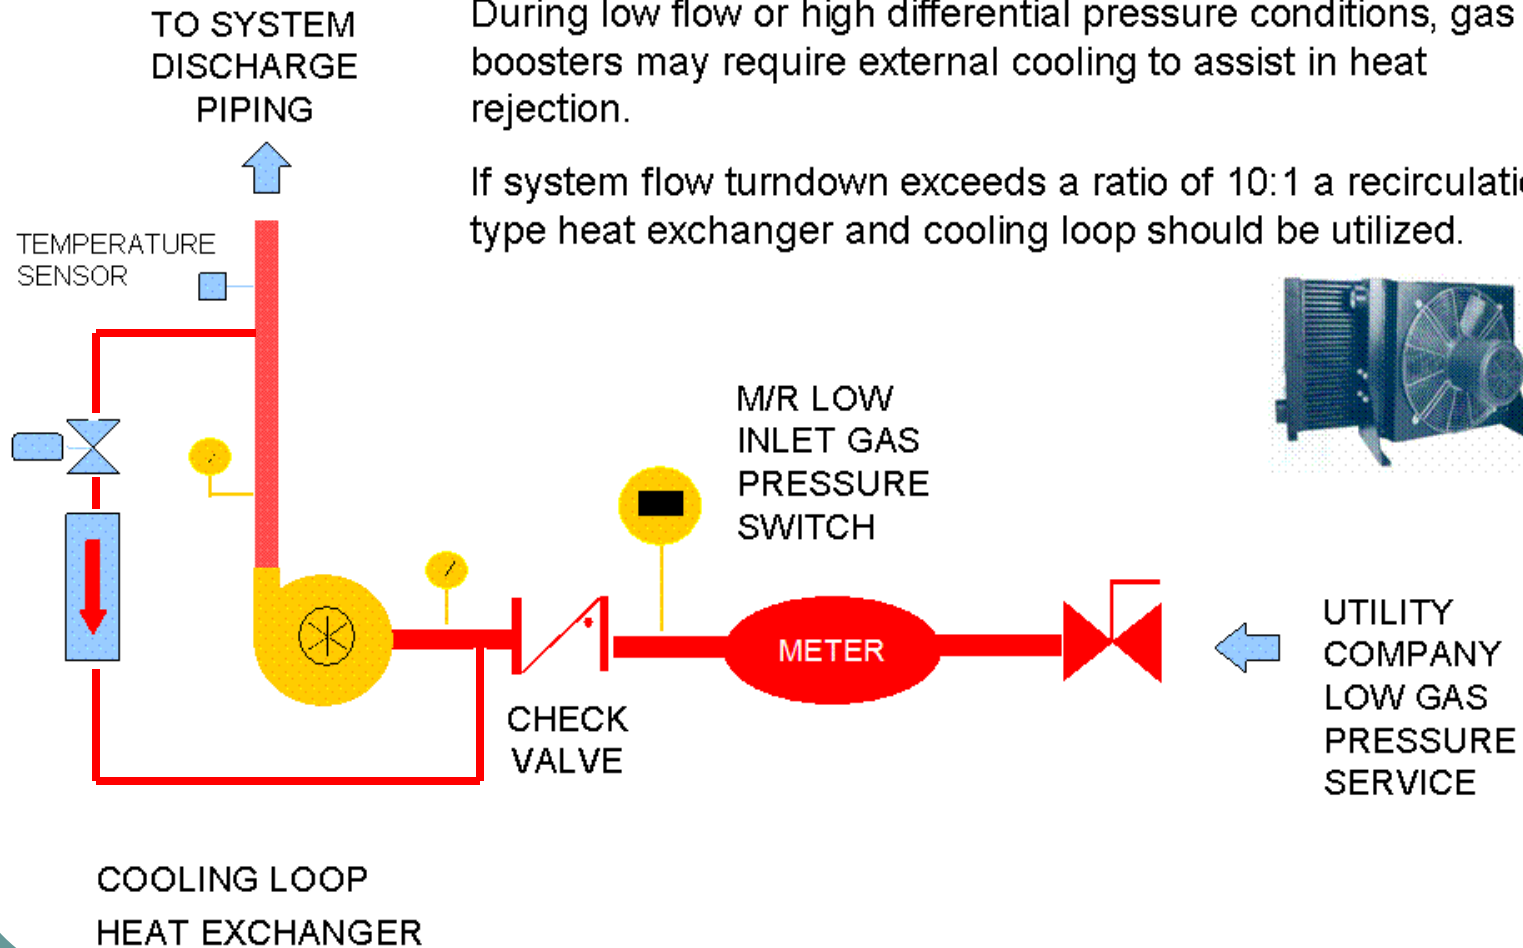 TO SYSTEM
DISCHARGE
PIPING
During low flow or high differential pressure conditions, gas
boosters may require external cooling to assist in heat
rejection.
If system flow turndown exceeds a ratio of 10:1 a
type heat exchanger and cooling loop should be utilized.
TEMPERATURE
SENSOR
M/R LOW
INLET GAS
PRESSURE
SWITCH
METER
UTILITY
COMPANY
LOW GAS
PRESSURE
SERVICE
CHECK
VALVE
COOLING LOOP
HEAT EXCHANGER